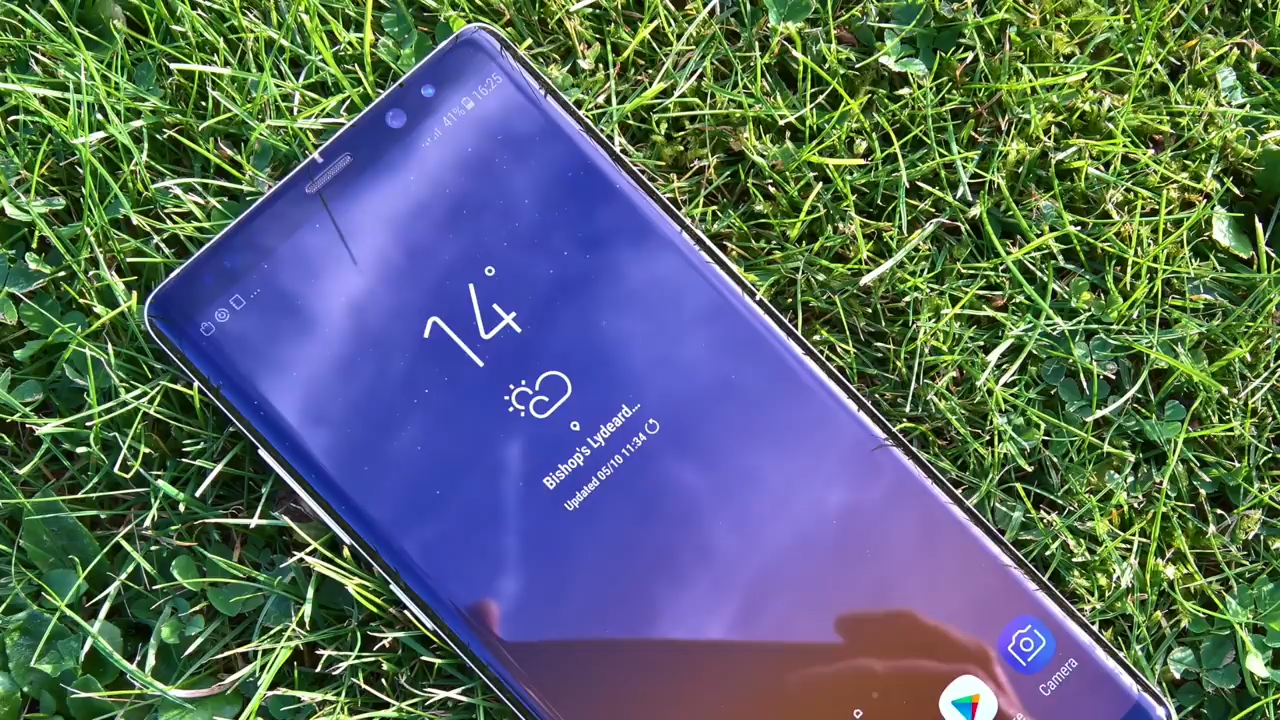 41% 16:25
14°
Bishop's Lydeard...
Updated 05/10 11:34
Camera